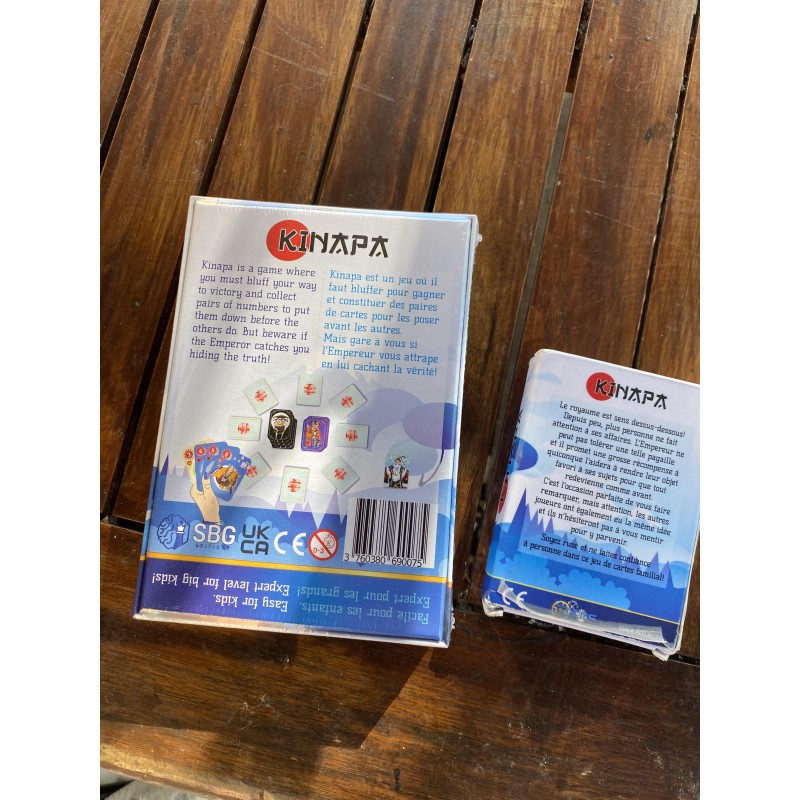 KINAPA
Kinapa is a game where
you must bluff your way
to victory and collect
pairs of numbers to put
them down before the
others do. But beware if
the Emperor catches you
hiding the truth!
Kinapa est un jeu où il
faut bluffer pour gagner
et constituer des paires
de cartes pour les poser
avant les autres.
Mais gare à vous si
l'Empereur vous attrape
en lui cachant la vérité!
SBG
EDITIONS
UK
CA
CE
0-3
3 760380 690075
Facile pour les enfants.
Expert pour les grands!
Easy for kids.
Expert level for big kids!
KINAPA
Le royaume est sens dessus-dessous!
Depuis peu, plus personne ne fait
attention à ses affaires. L'Empereur ne
peut pas tolérer une telle pagaille
et il promet une grosse récompense à
quiconque l'aidera à rendre leur objet
favori à ses sujets pour que tout
redevienne comme avant.
C'est l'occasion parfaite de vous faire
remarquer, mais attention, les autres
joueurs ont également eu la même idée
et ils n'hésiteront pas à vous mentir
pour y parvenir.
Soyez rusé et ne faites confiance
à personne dans ce jeu de cartes familial!
CE